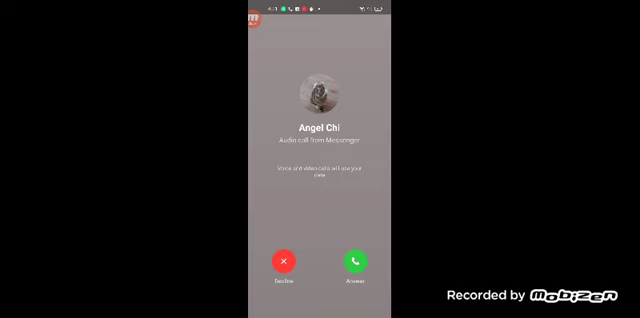 Angel Chi
Audio call from Messenger
Voice and video calls will use your
data
Decline
Answer
Recorded by mobizen